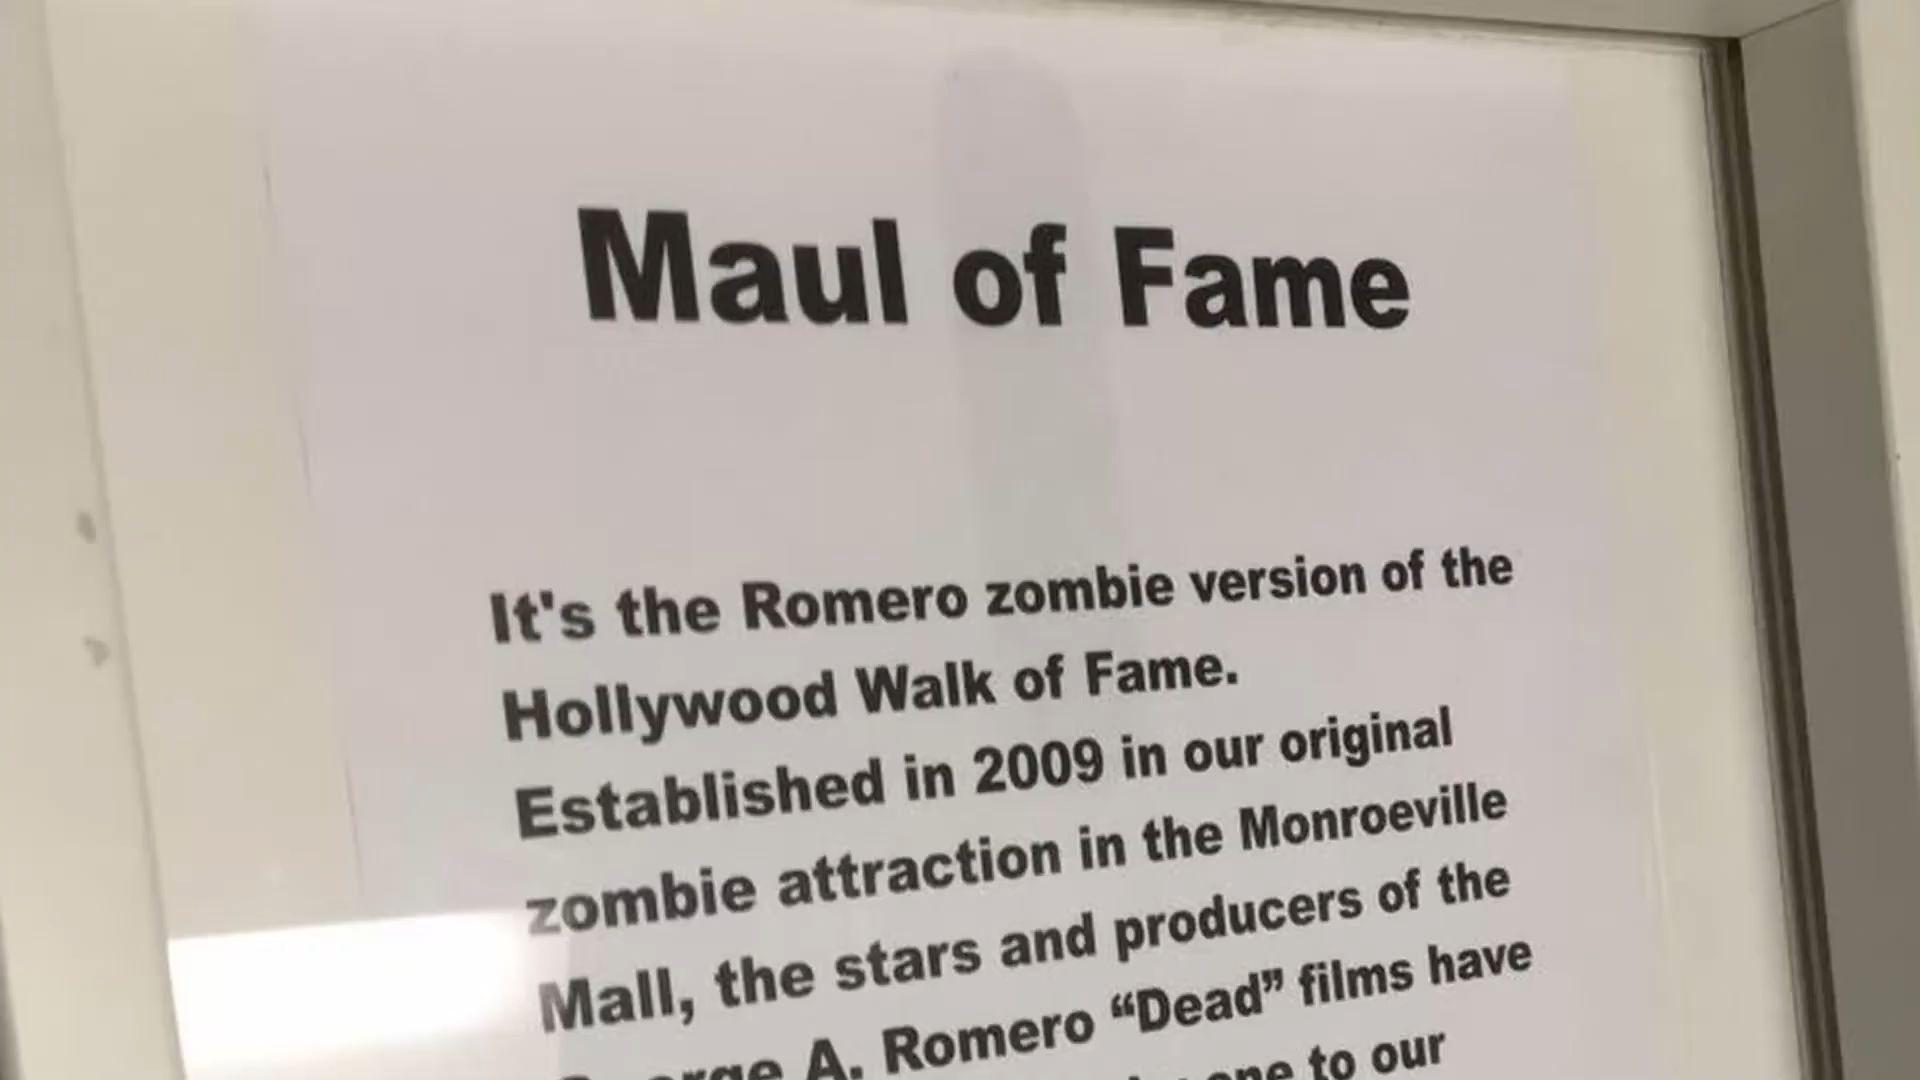 Maul of Fame
It's the Romero zombie version of the
Hollywood Walk of Fame.
Established in 2009 in our original
zombie attraction in the Monroeville
Mall, the stars and producers of the
A. Romero “Dead” films have
to our